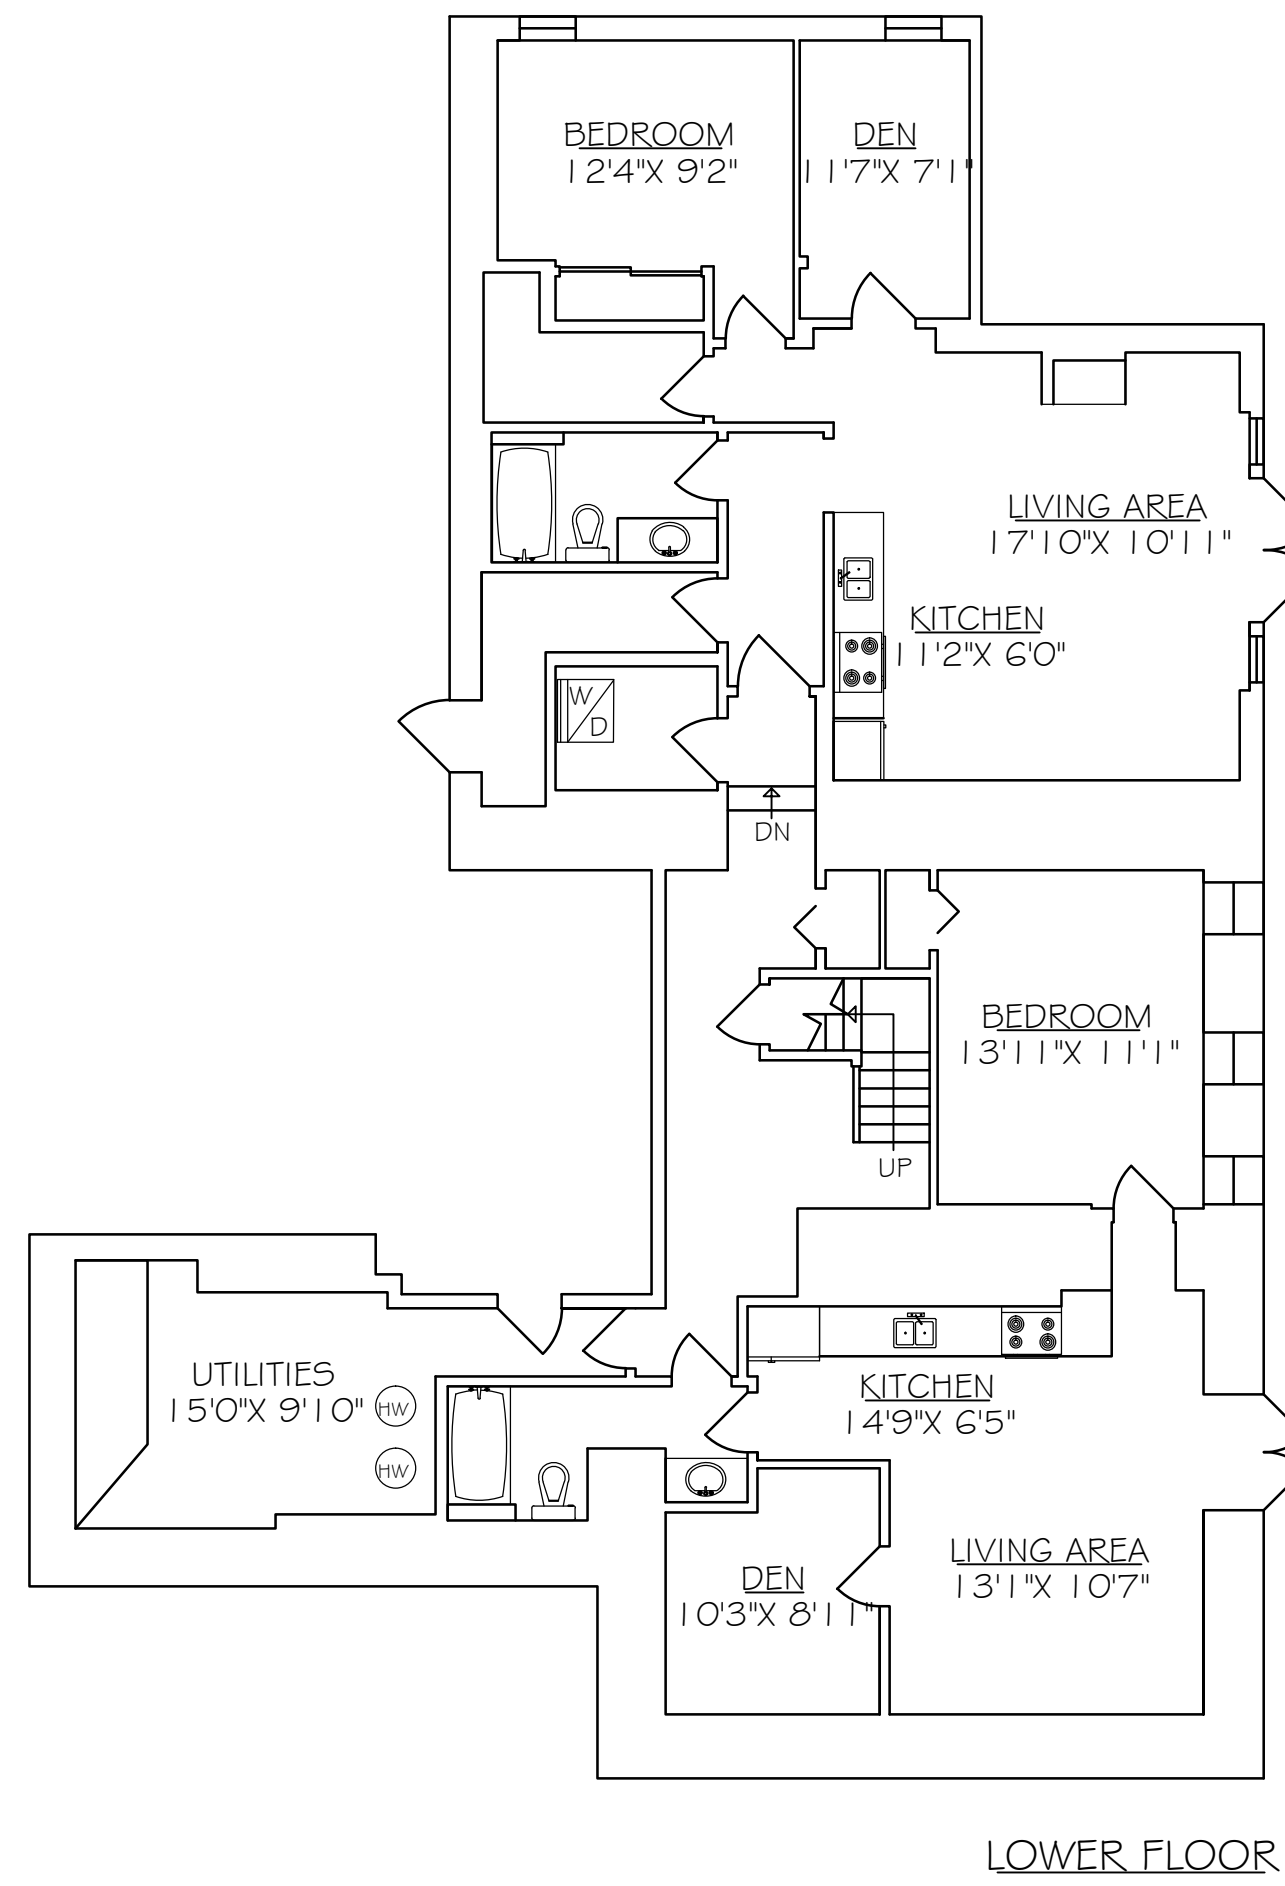 BEDROOM
12'4"X 9'2"
DEN
11'7"X 7'1"
LIVING AREA
17'10"X 10'11"
KITCHEN
11'2"X 6'0"
W
D
DN
BEDROOM
13'11"X 11'1"
UP
UTILITIES
15'0"X 9'10"
HW
HW
KITCHEN
14'9"X 6'5"
LIVING AREA
13'1"X 10'7"
DEN
10'3"X 8'11"
LOWER FLOOR